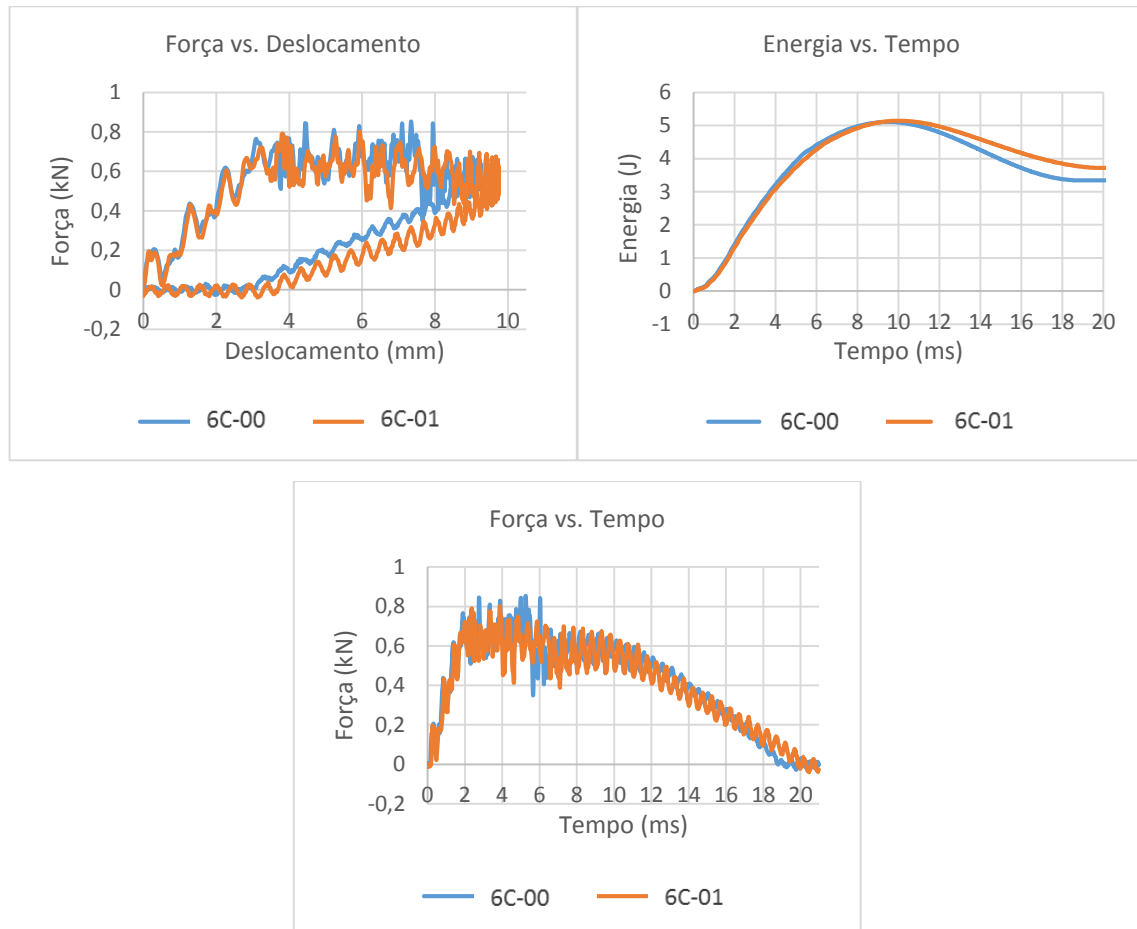 Força vs. Deslocamento
1
0,8
0,6
0,4
0,2
0
-0,2
0 2 4 6 8 10
Força (kN)
Deslocamento (mm)
6C-00 6C-01
Energia vs. Tempo
6
5
4
3
2
1
0
-1
0 2 4 6 8 10 12 14 16 18 20
Energia (J)
Tempo (ms)
6C-00 6C-01
Força vs. Tempo
1
0,8
0,6
0,4
0,2
0
-0,2
0 2 4 6 8 10 12 14 16 18 20
Força (kN)
Tempo (ms)
6C-00 6C-01